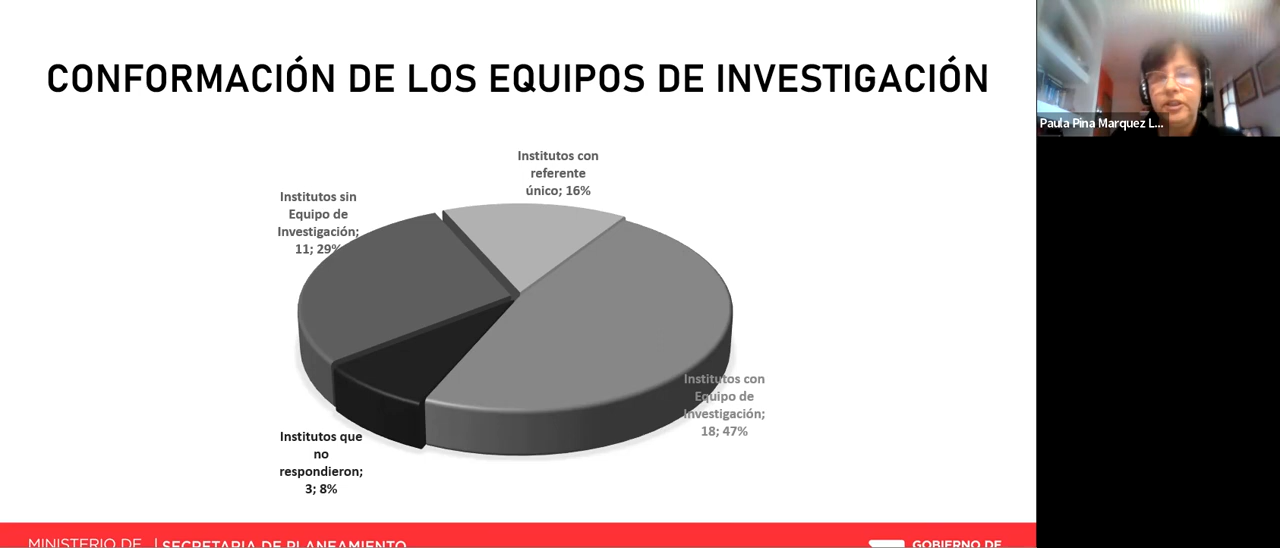 CONFORMACIÓN DE LOS EQUIPOS DE INVESTIGACIÓN
Paula Pina Marquez L...
Institutos con
referente
único; 16%
Institutos sin
Equipo de
Investigación;
11; 29%
Institutos con
Equipo de
Investigación;
18; 47%
Institutos que
no
respondieron;
3; 8%
MINISTERIO DE | SECRETARIA DE PLANEAMIENTO
GOBIERNO DE